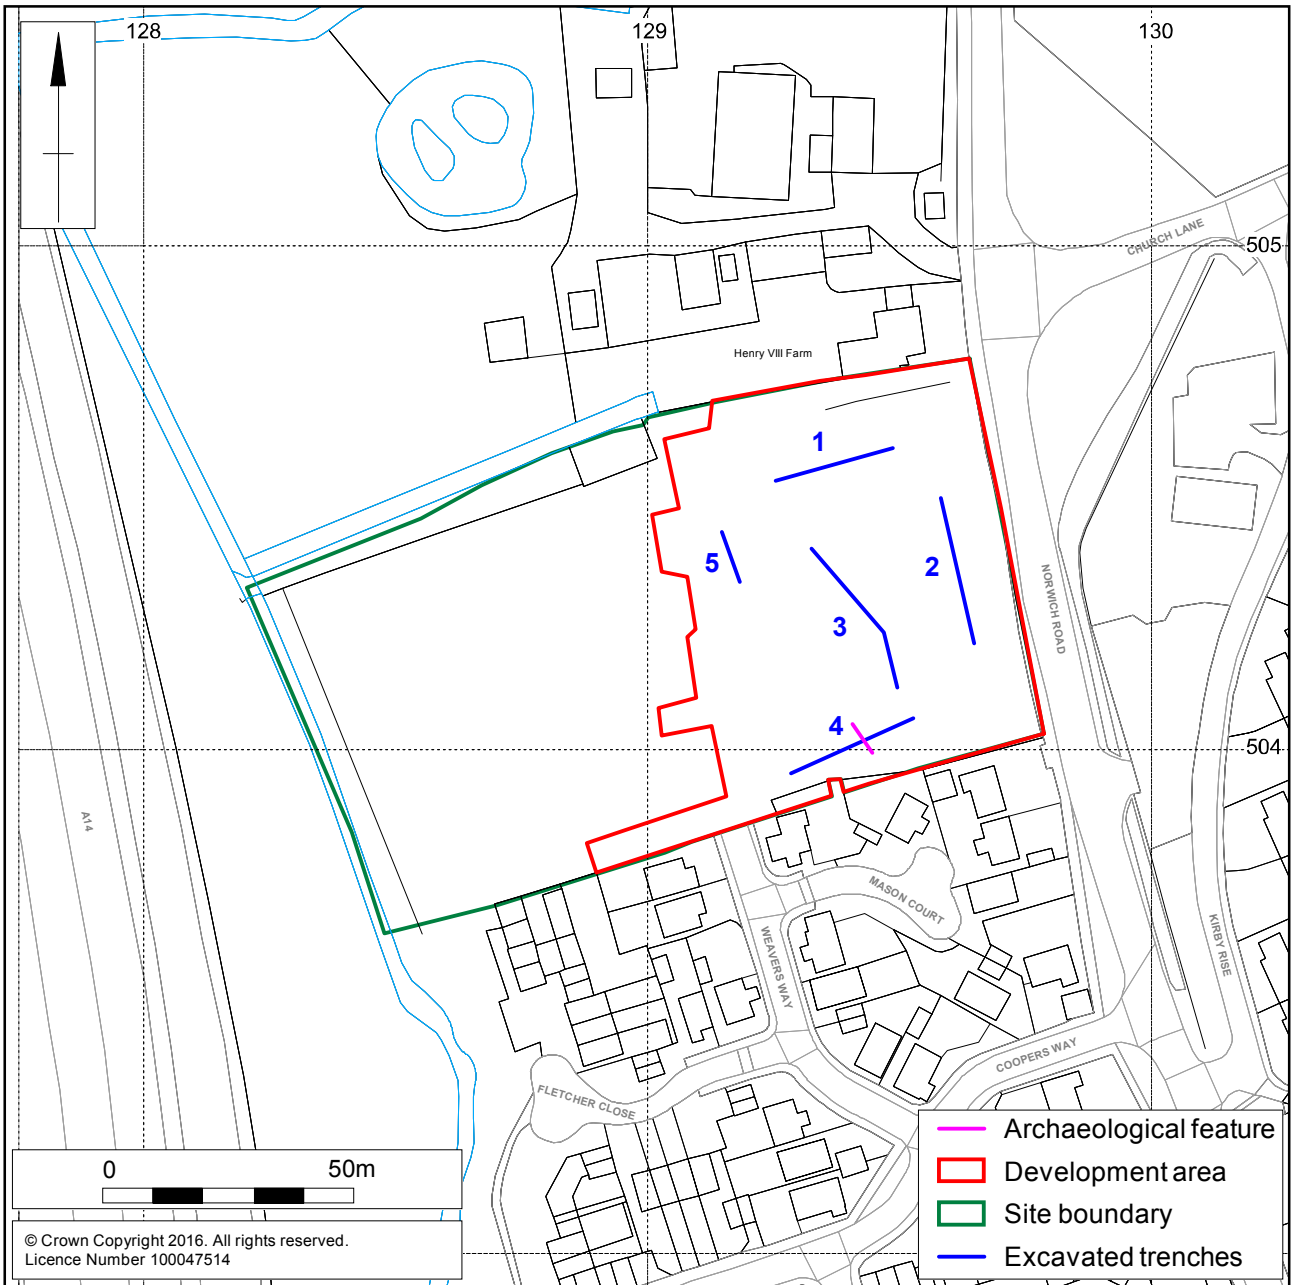 128
129
130
505
CHURCH LANE
Henry VIII Farm
1
5
2
3
NORWICH ROAD
4
504
A14
MASON COURT
KIRBY RISE
WEAVERS WAY
COOPERS WAY
FLETCHER CLOSE
Archaeological feature
Development area
Site boundary
Excavated trenches
0 50m
© Crown Copyright 2016. All rights reserved.
Licence Number 100047514